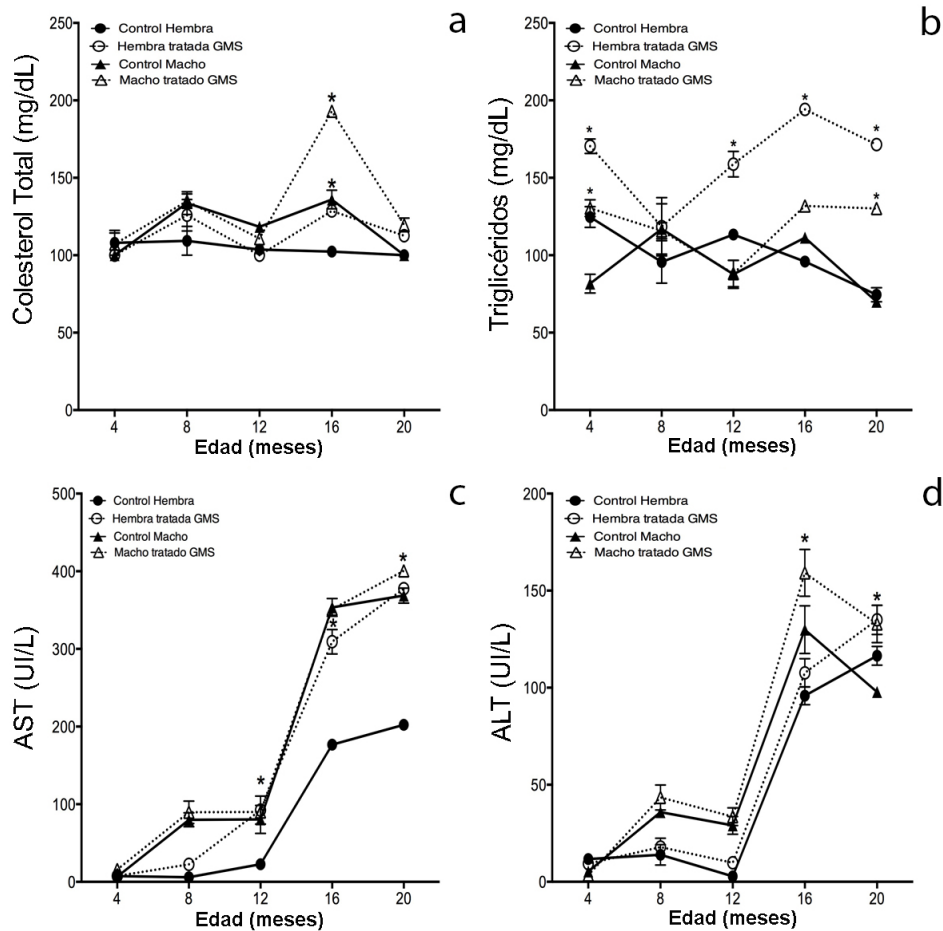 a
Control Hembra
Hembra tratada GMS
Control Macho
Macho tratado GMS
Colesterol Total (mg/dL)
250
200
150
100
50
0
* *
4 8 12 16 20
Edad (meses)
b
Control Hembra
Hembra tratada GMS
Control Macho
Macho tratado GMS
Triglicéridos (mg/dL)
250
200
150
100
50
0
* * * * * *
4 8 12 16 20
Edad (meses)
c
Control Hembra
Hembra tratada GMS
Control Macho
Macho tratado GMS
AST (UI/L)
500
400
300
200
100
0
* * *
4 8 12 16 20
Edad (meses)
d
Control Hembra
Hembra tratada GMS
Control Macho
Macho tratado GMS
ALT (UI/L)
200
150
100
50
0
* *
4 8 12 16 20
Edad (meses)